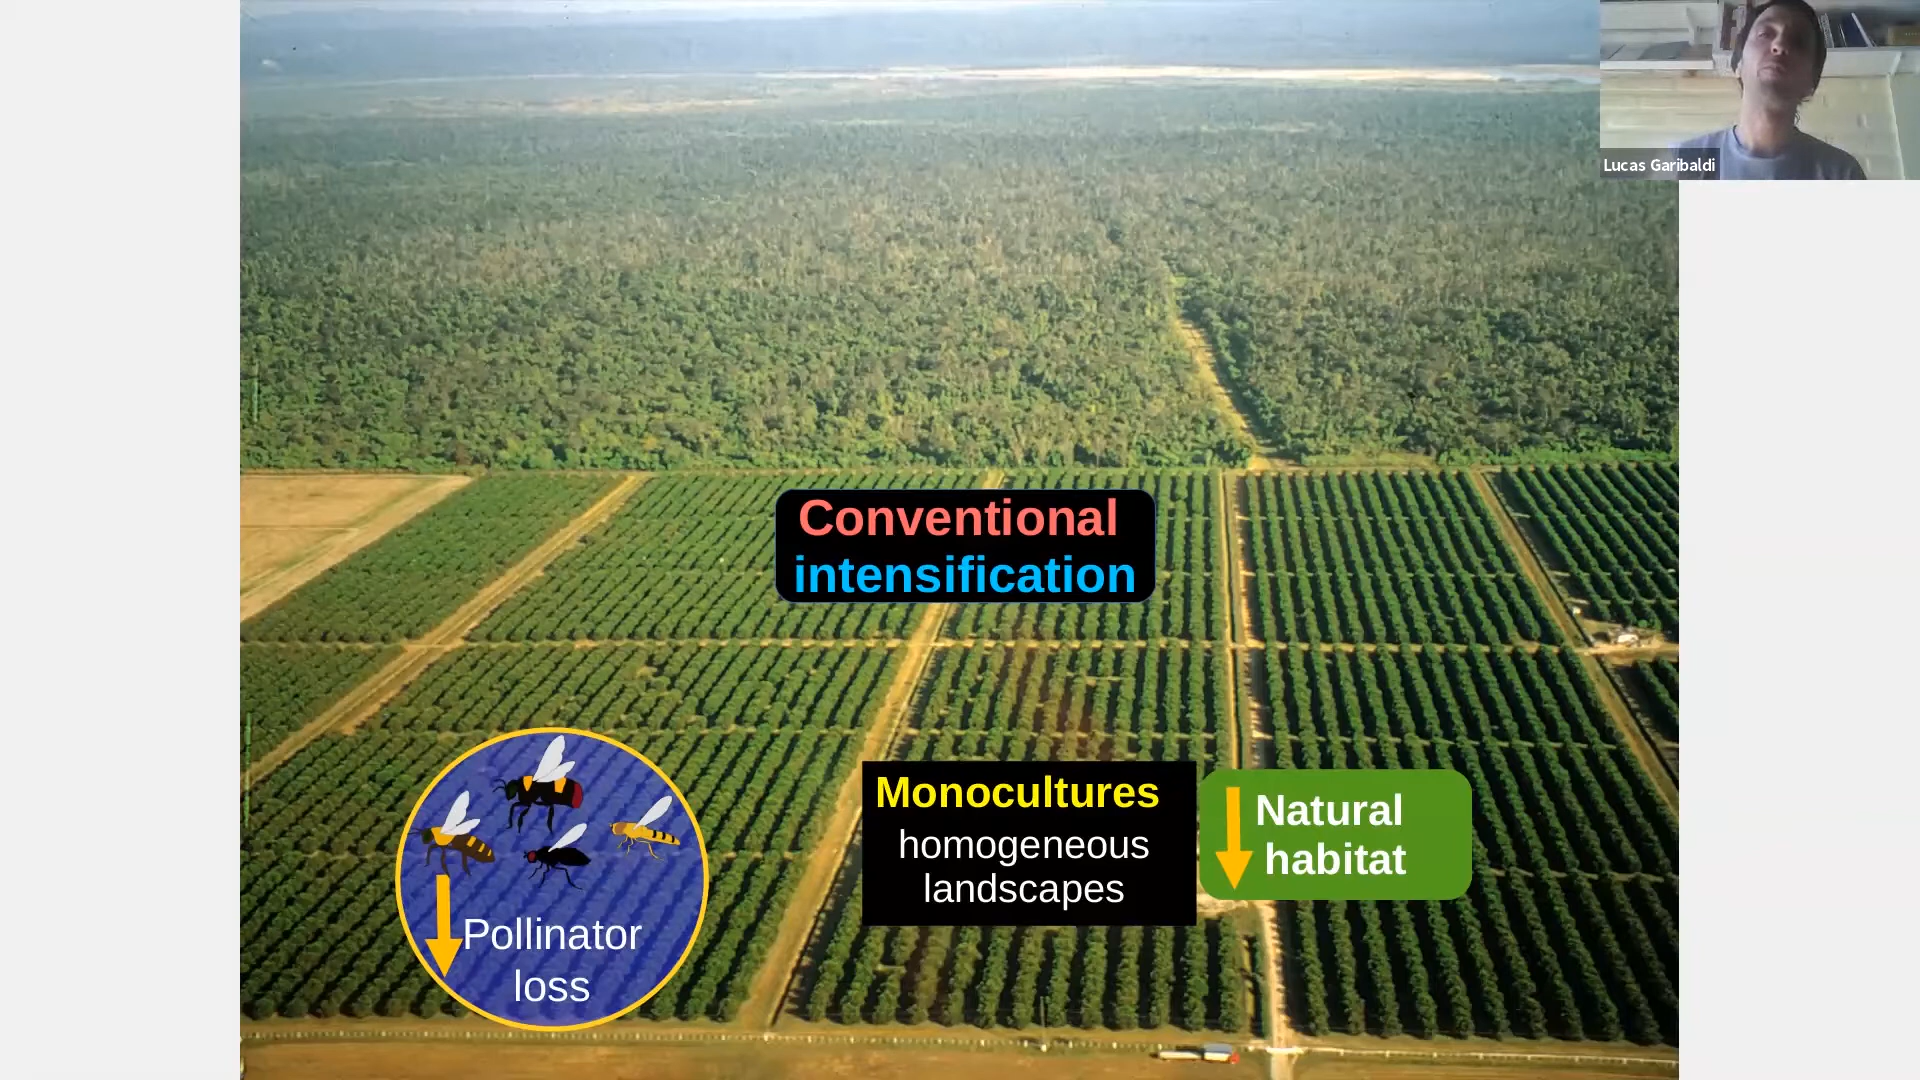 Lucas Garibaldi
Conventional
intensification
Monocultures
homogeneous
landscapes
Natural
habitat
Pollinator
loss